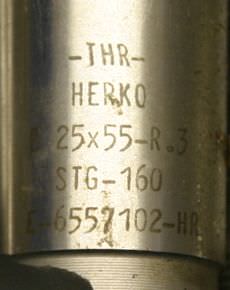 -THR-
HERKO
25x55-R.3
STG-160
E-6557102-HR